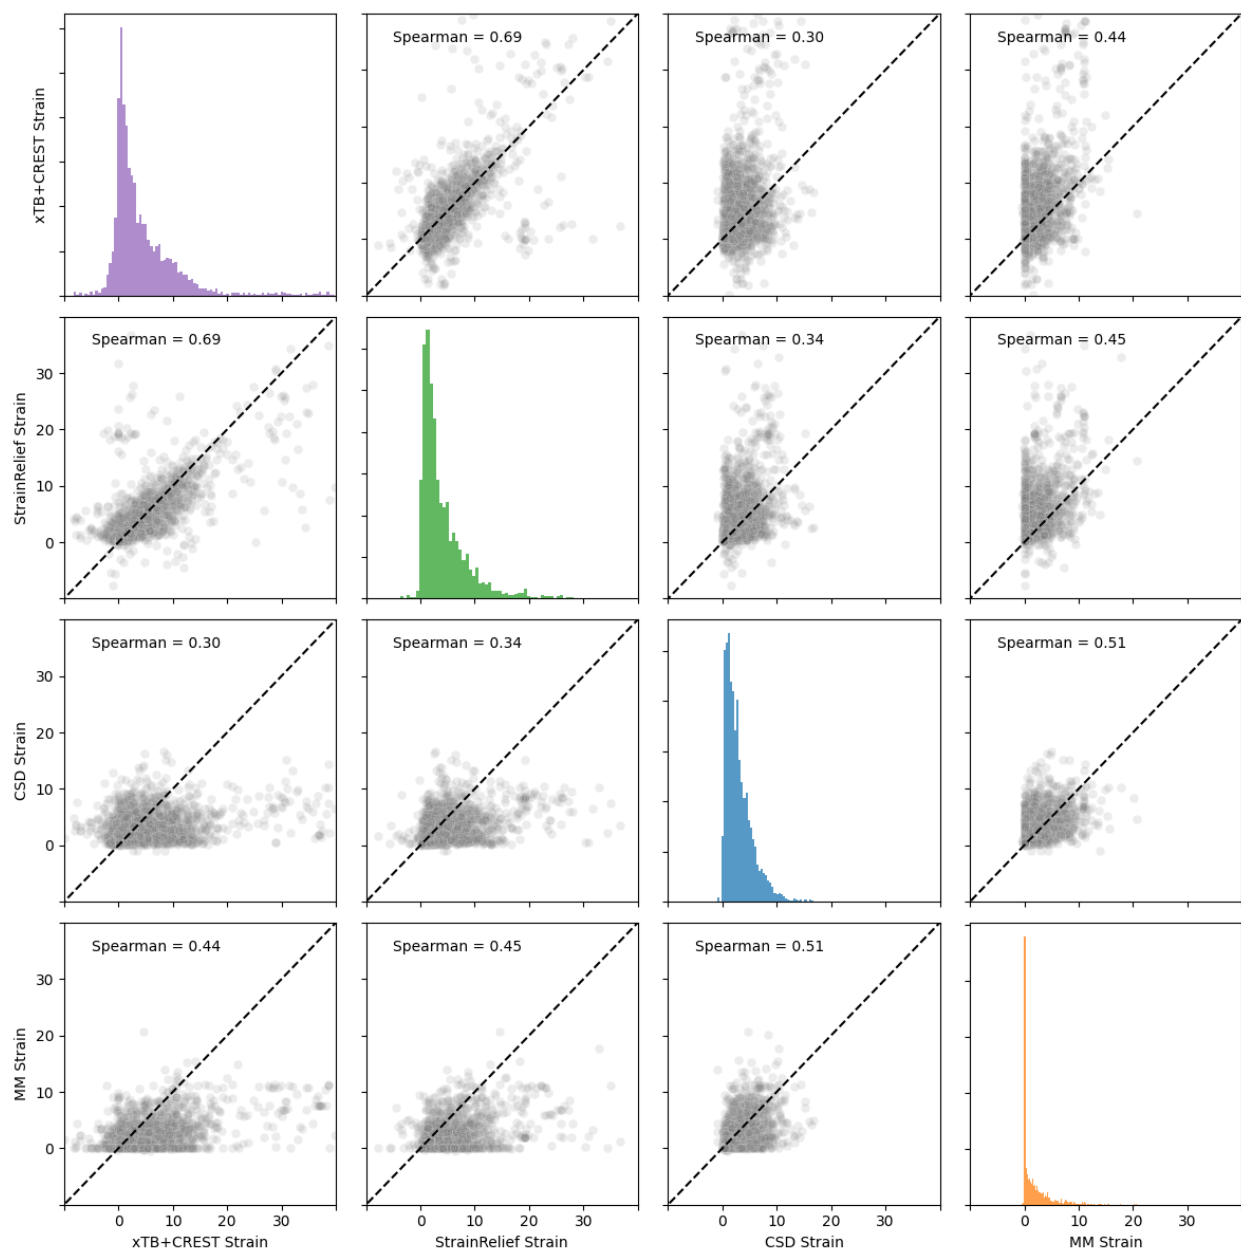 xTB+CREST Strain
Spearman = 0.69
Spearman = 0.30
Spearman = 0.44
StrainRelief Strain
30
20
10
0
Spearman = 0.69
Spearman = 0.34
Spearman = 0.45
CSD Strain
30
20
10
0
Spearman = 0.30
Spearman = 0.34
Spearman = 0.51
MM Strain
30
20
10
0
Spearman = 0.44
Spearman = 0.45
Spearman = 0.51
0 10 20 30 0 10 20 30 0 10 20 30 0 10 20 30
xTB+CREST Strain StrainRelief Strain CSD Strain MM Strain